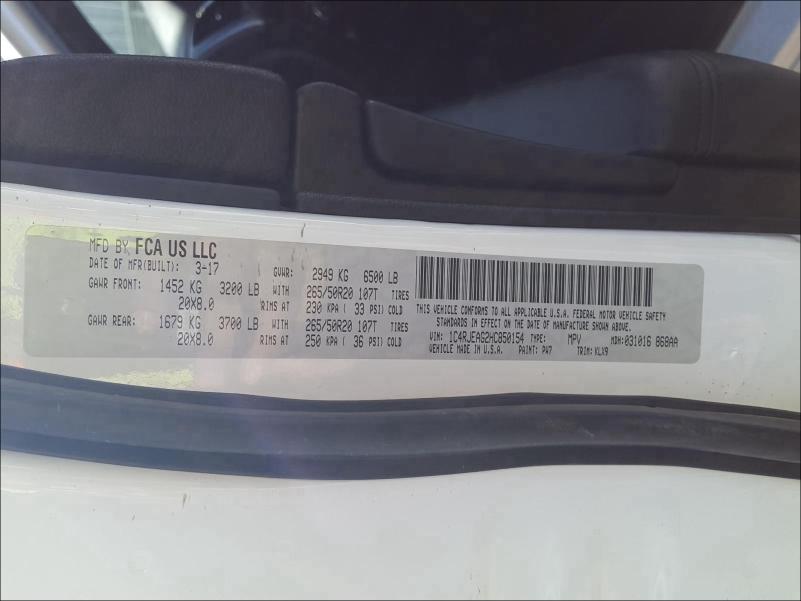 MFD BY FCA US LLC
DATE OF MFR(BUILT): 3-17 GVWR: 2949 KG 6500 LB
GAWR FRONT: 1452 KG 3200 LB WITH 265/50R20 107T TIRES
20X8.0 RIMS AT 230 KPA ( 33 PSI) COLD
GAWR REAR: 1679 KG 3700 LB WITH 265/50R20 107T TIRES
20X8.0 RIMS AT 250 KPA ( 36 PSI) COLD
THIS VEHICLE CONFORMS TO ALL APPLICABLE U.S.A. FEDERAL MOTOR VEHICLE SAFETY
STANDARDS IN EFFECT ON THE DATE OF MANUFACTURE SHOWN ABOVE.
VIN: 1C4RJEAG2HC850154 TYPE: MPV MDH: 031016 868AA
VEHICLE MADE IN U.S.A. PAINT: PW7 TRIM: KLX9